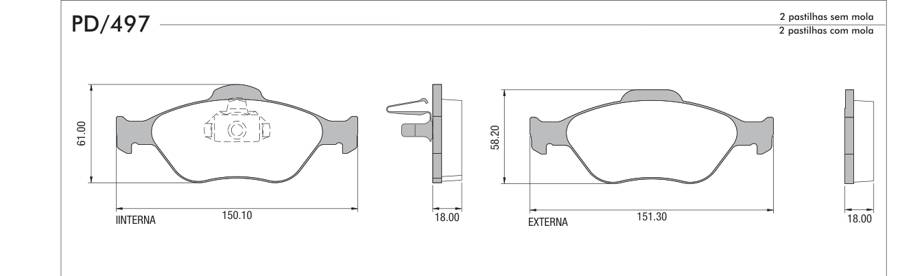 PD/497
2 pastilhas sem mola
2 pastilhas com mola
61.00
58.20
150.10
18.00
151.30
18.00
IINTERNA
EXTERNA